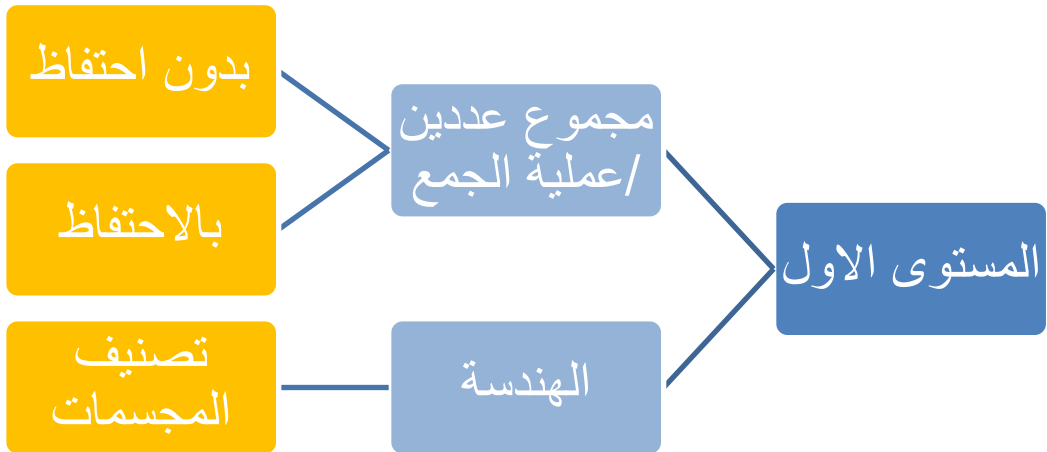 المستوى الاول
مجموع عددين
/عملية الجمع
بدون احتفاظ
بالاحتفاظ
الهندسة
تصنيف
المجسمات